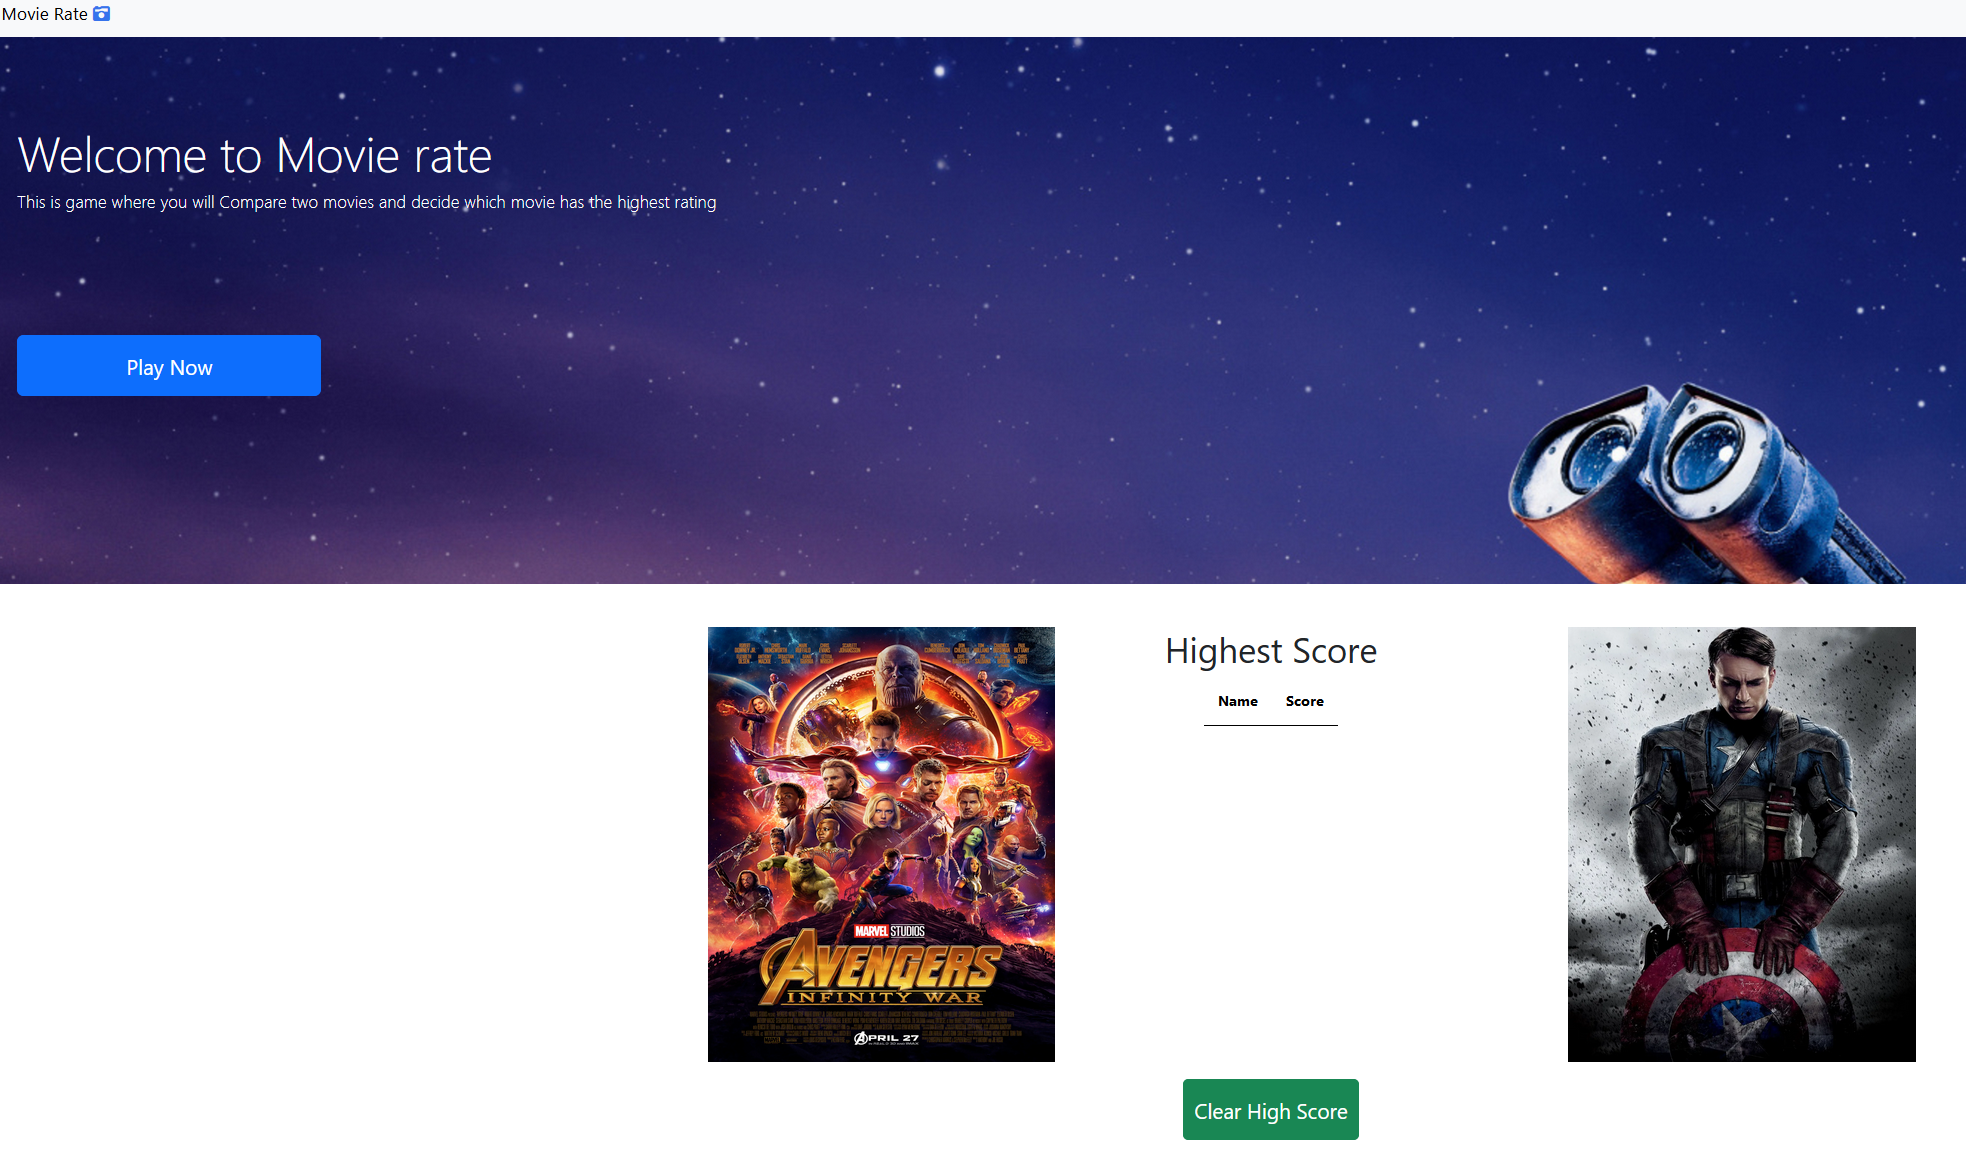 Movie Rate
Welcome to Movie rate
This is game where you will Compare two movies and decide which movie has the highest rating
Play Now
Highest Score
Name Score
MARVEL STUDIOS
AVENGERS
INFINITY WAR
APRIL 27
Clear High Score